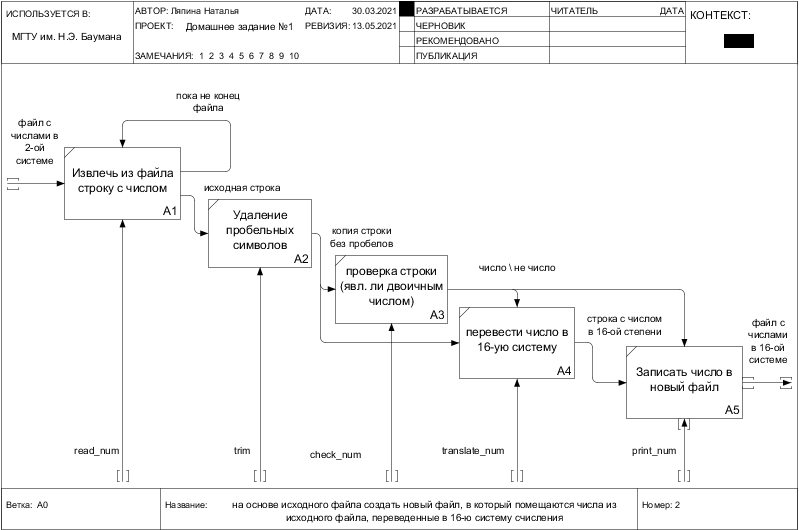 ИСПОЛЬЗУЕТСЯ В:
МГТУ им. Н.Э. Баумана
АВТОР: Ляпина Наталья
ДАТА: 30.03.2021
ПРОЕКТ: Домашнее задание №1
РЕВИЗИЯ: 13.05.2021
ЗАМЕЧАНИЯ: 1 2 3 4 5 6 7 8 9 10
РАЗРАБАТЫВАЕТСЯ
ЧЕРНОВИК
РЕКОМЕНДОВАНО
ПУБЛИКАЦИЯ
ЧИТАТЕЛЬ
ДАТА
КОНТЕКСТ:
пока не конец
файла
файл с
числами в
2-ой
системе
Извлечь из файла
строку с числом
A1
исходная строка
Удаление
пробельных
символов
A2
копия строки
без пробелов
проверка строки
(явл. ли двоичным
числом)
A3
число \ не число
перевести число в
16-ую систему
A4
строка с числом
в 16-ой степени
файл с
числами
в 16-ой
системе
Записать число в
новый файл
A5
read_num
trim
check_num
translate_num
print_num
Ветка: A0
Название:
на основе исходного файла создать новый файл, в который помещаются числа из
исходного файла, переведенные в 16-ю систему счисления
Номер: 2